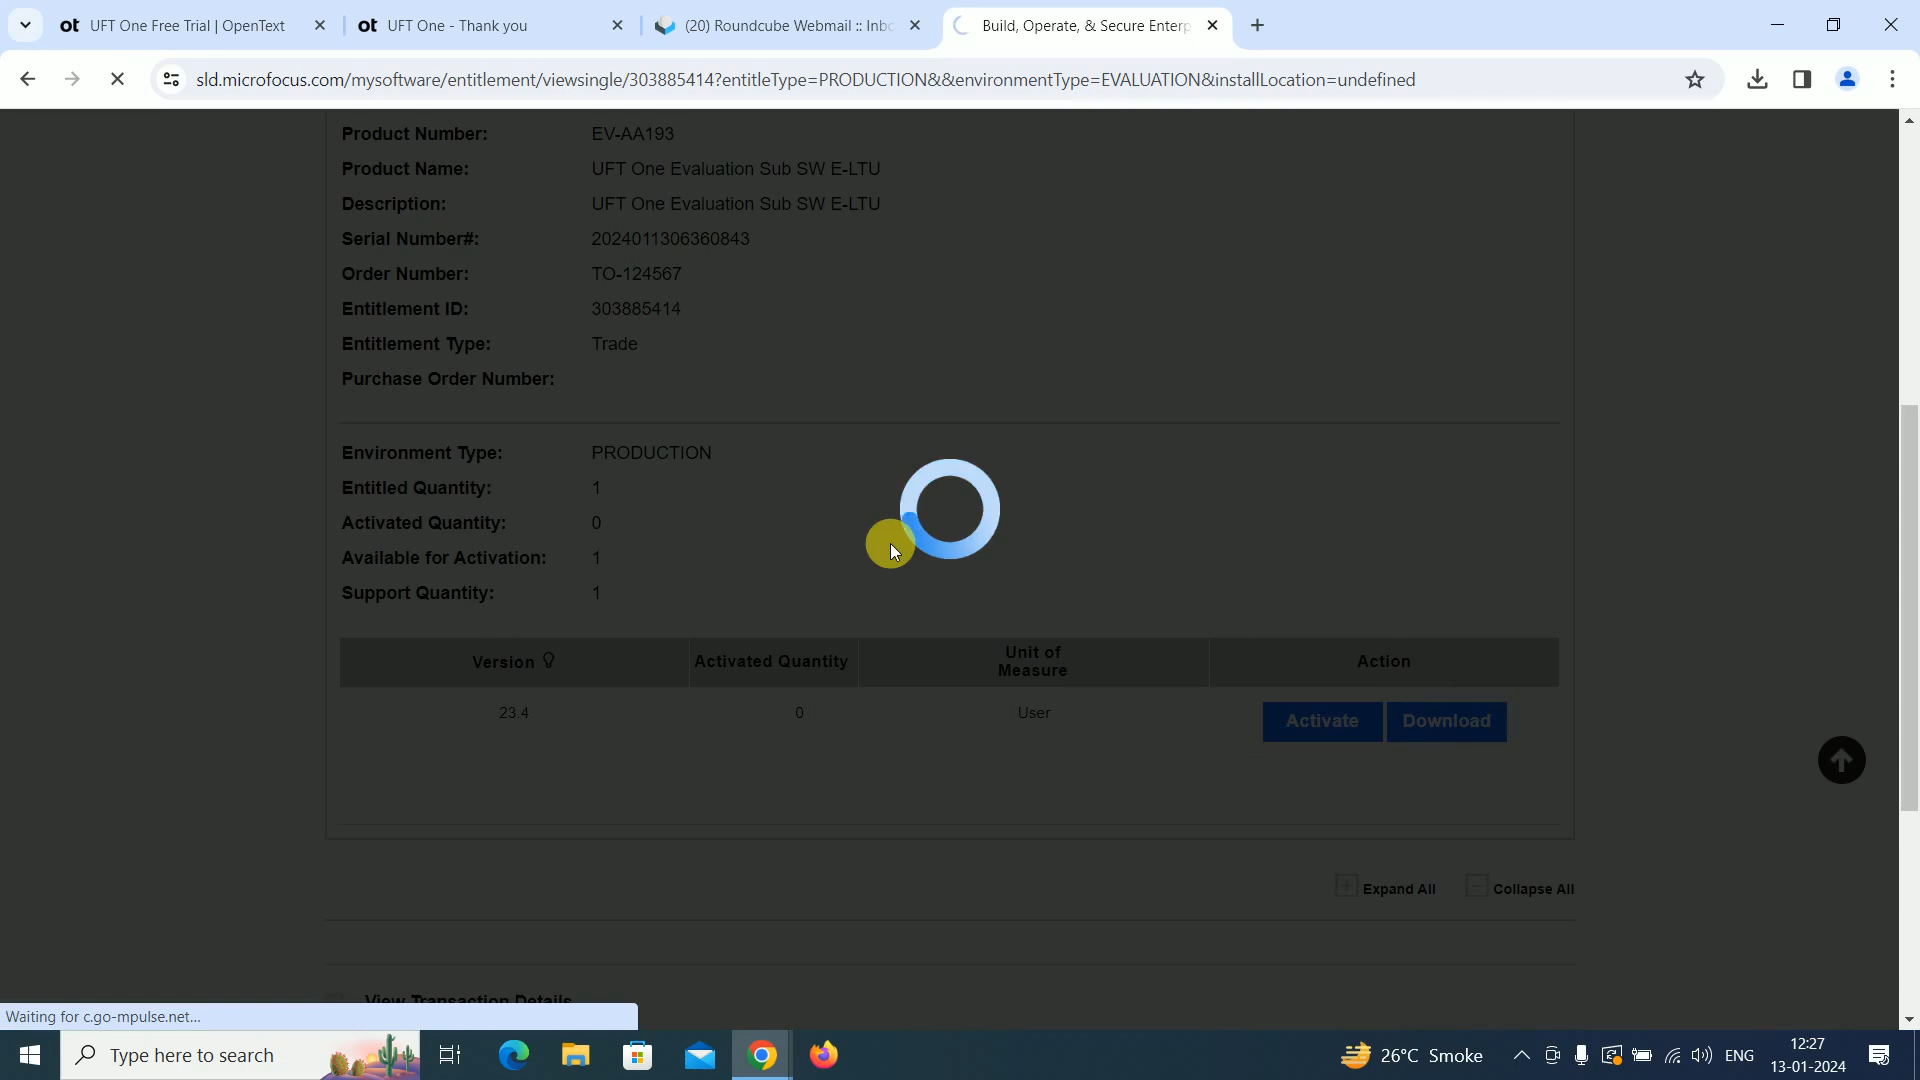 UFT One Free Trial | OpenText
UFT One - Thank you
(20) Roundcube Webmail :: Inbo
Build, Operate, & Secure Enterp
sld.microfocus.com/mysoftware/entitlement/viewsingle/303885414?entitleType=PRODUCTION&&environmentType=EVALUATION&installLocation=undefined
Product Number: EV-AA193
Product Name: UFT One Evaluation Sub SW E-LTU
Description: UFT One Evaluation Sub SW E-LTU
Serial Number#: 2024011306360843
Order Number: TO-124567
Entitlement ID: 303885414
Entitlement Type: Trade
Purchase Order Number:
Environment Type: PRODUCTION
Entitled Quantity: 1
Activated Quantity: 0
Available for Activation: 1
Support Quantity: 1
Version Activated Quantity Unit of Measure Action
23.4 0 User Activate Download
Expand All Collapse All
View Transaction Details
Waiting for c.go-mpulse.net...
Type here to search
26°C Smoke
ENG
12:27
13-01-2024